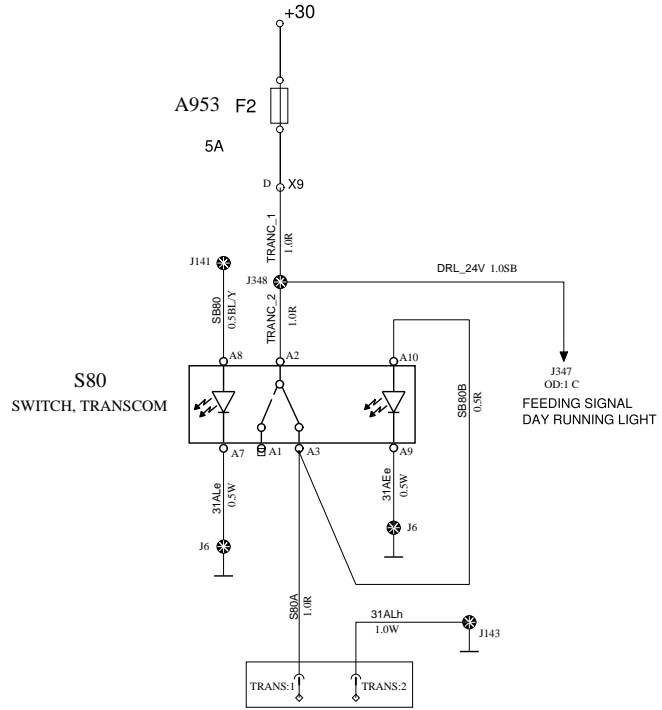 +30
A953 F2
5A
D X9
TRANC_1
1.0R
J141
J348
DRL_24V 1.0SB
SB80
0.5BL/Y
TRANC_2
1.0R
A8 A2 A10
J347
OD:1 C
FEEDING SIGNAL
DAY RUNNING LIGHT
S80
SWITCH, TRANSCOM
SB80B
0.5R
A7 A1 A3 A9
31ALe
0.5W
31AEe
0.5W
J6
J6
S80A
1.0R
31ALh
1.0W
J143
TRANS:1 TRANS:2